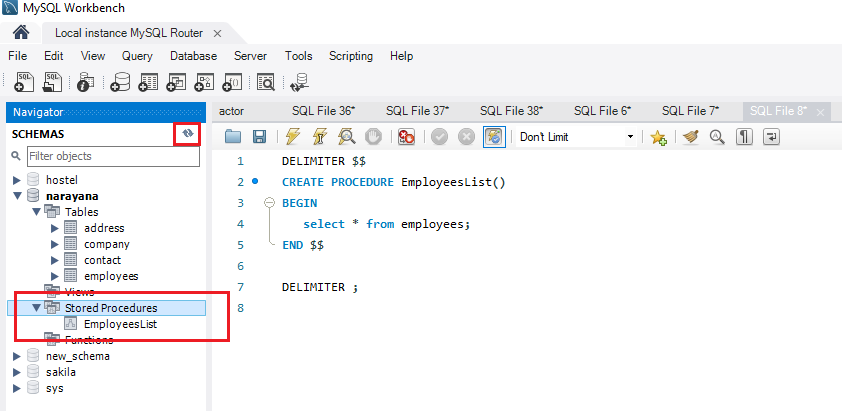 MySQL Workbench
Local instance MySQL Router ×
File Edit View Query Database Server Tools Scripting Help
Navigator
SCHEMAS
Filter objects
hostel
narayana
Tables
address
company
contact
employees
Views
Stored Procedures
EmployeesList
Functions
new_schema
sakila
sys
actor SQL File 36* SQL File 37* SQL File 38* SQL File 6* SQL File 7* SQL File 8* ×
Don't Limit
1 DELIMITER $$
2 CREATE PROCEDURE EmployeesList()
3 BEGIN
4 select * from employees;
5 END $$
6
7 DELIMITER ;
8